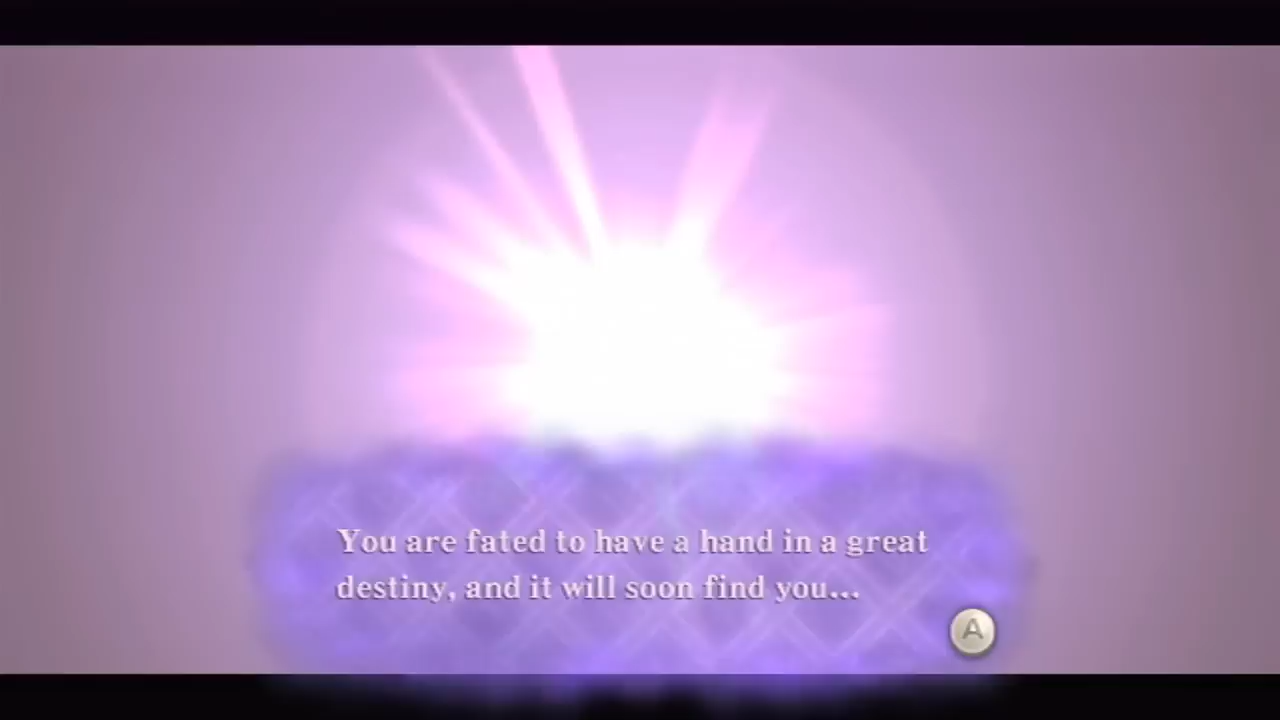 You are fated to have a hand in a great
destiny, and it will soon find you...
A